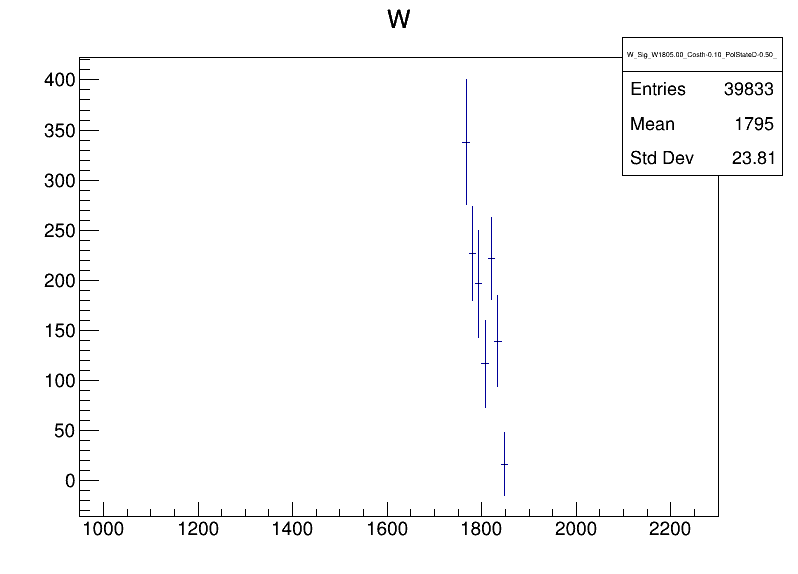 W
W_Sig_W1805.00_Costh-0.10_PolStateD-0.50_
Entries 39833
Mean 1795
Std Dev 23.81
400
350
300
250
200
150
100
50
0
1000 1200 1400 1600 1800 2000 2200